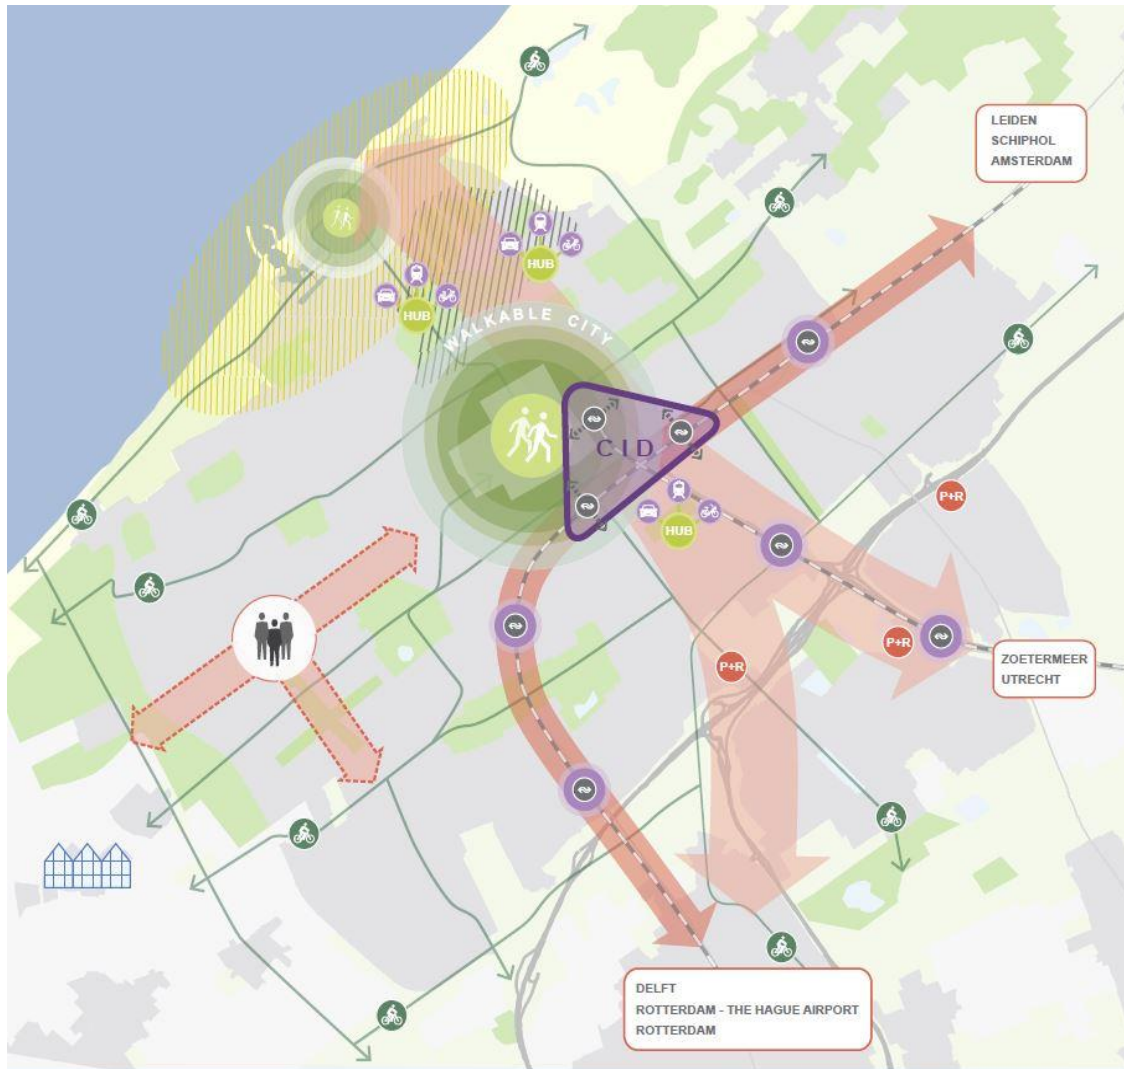 LEIDEN
SCHIPHOL
AMSTERDAM
HUB
HUB
WALKABLE CITY
CID
P+R
HUB
P+R
P+R
ZOETERMEER
UTRECHT
DELFT
ROTTERDAM - THE HAGUE AIRPORT
ROTTERDAM